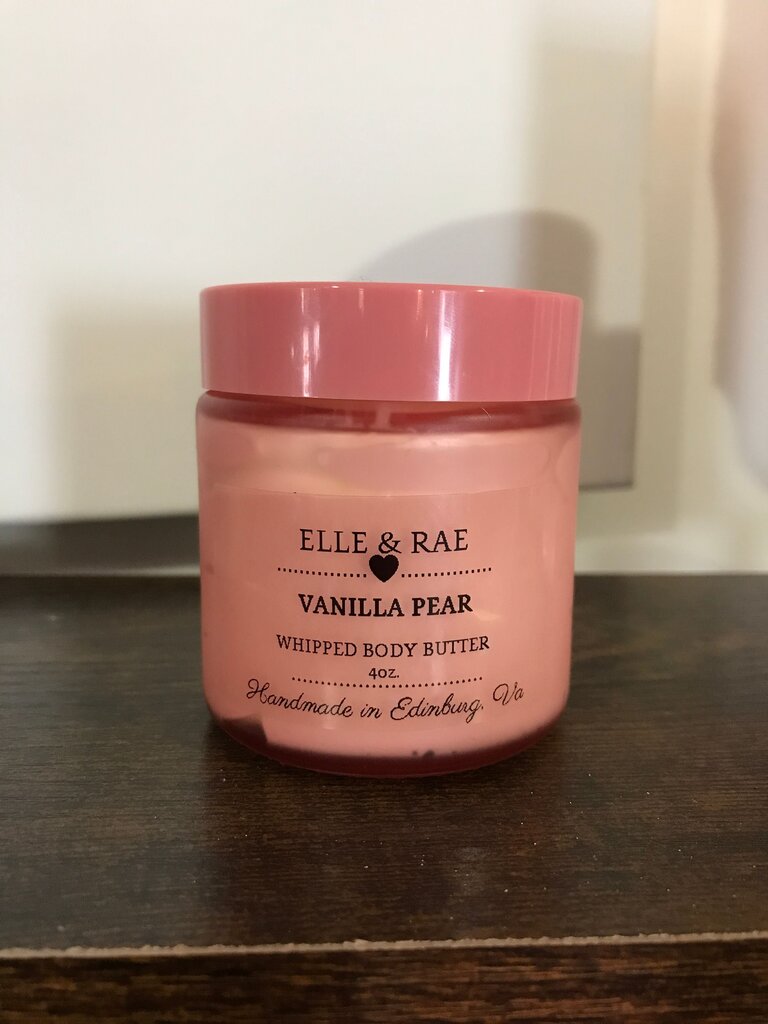 ELLE & RAE
VANILLA PEAR
WHIPPED BODY BUTTER
4oz.
Handmade in Edinburg, Va